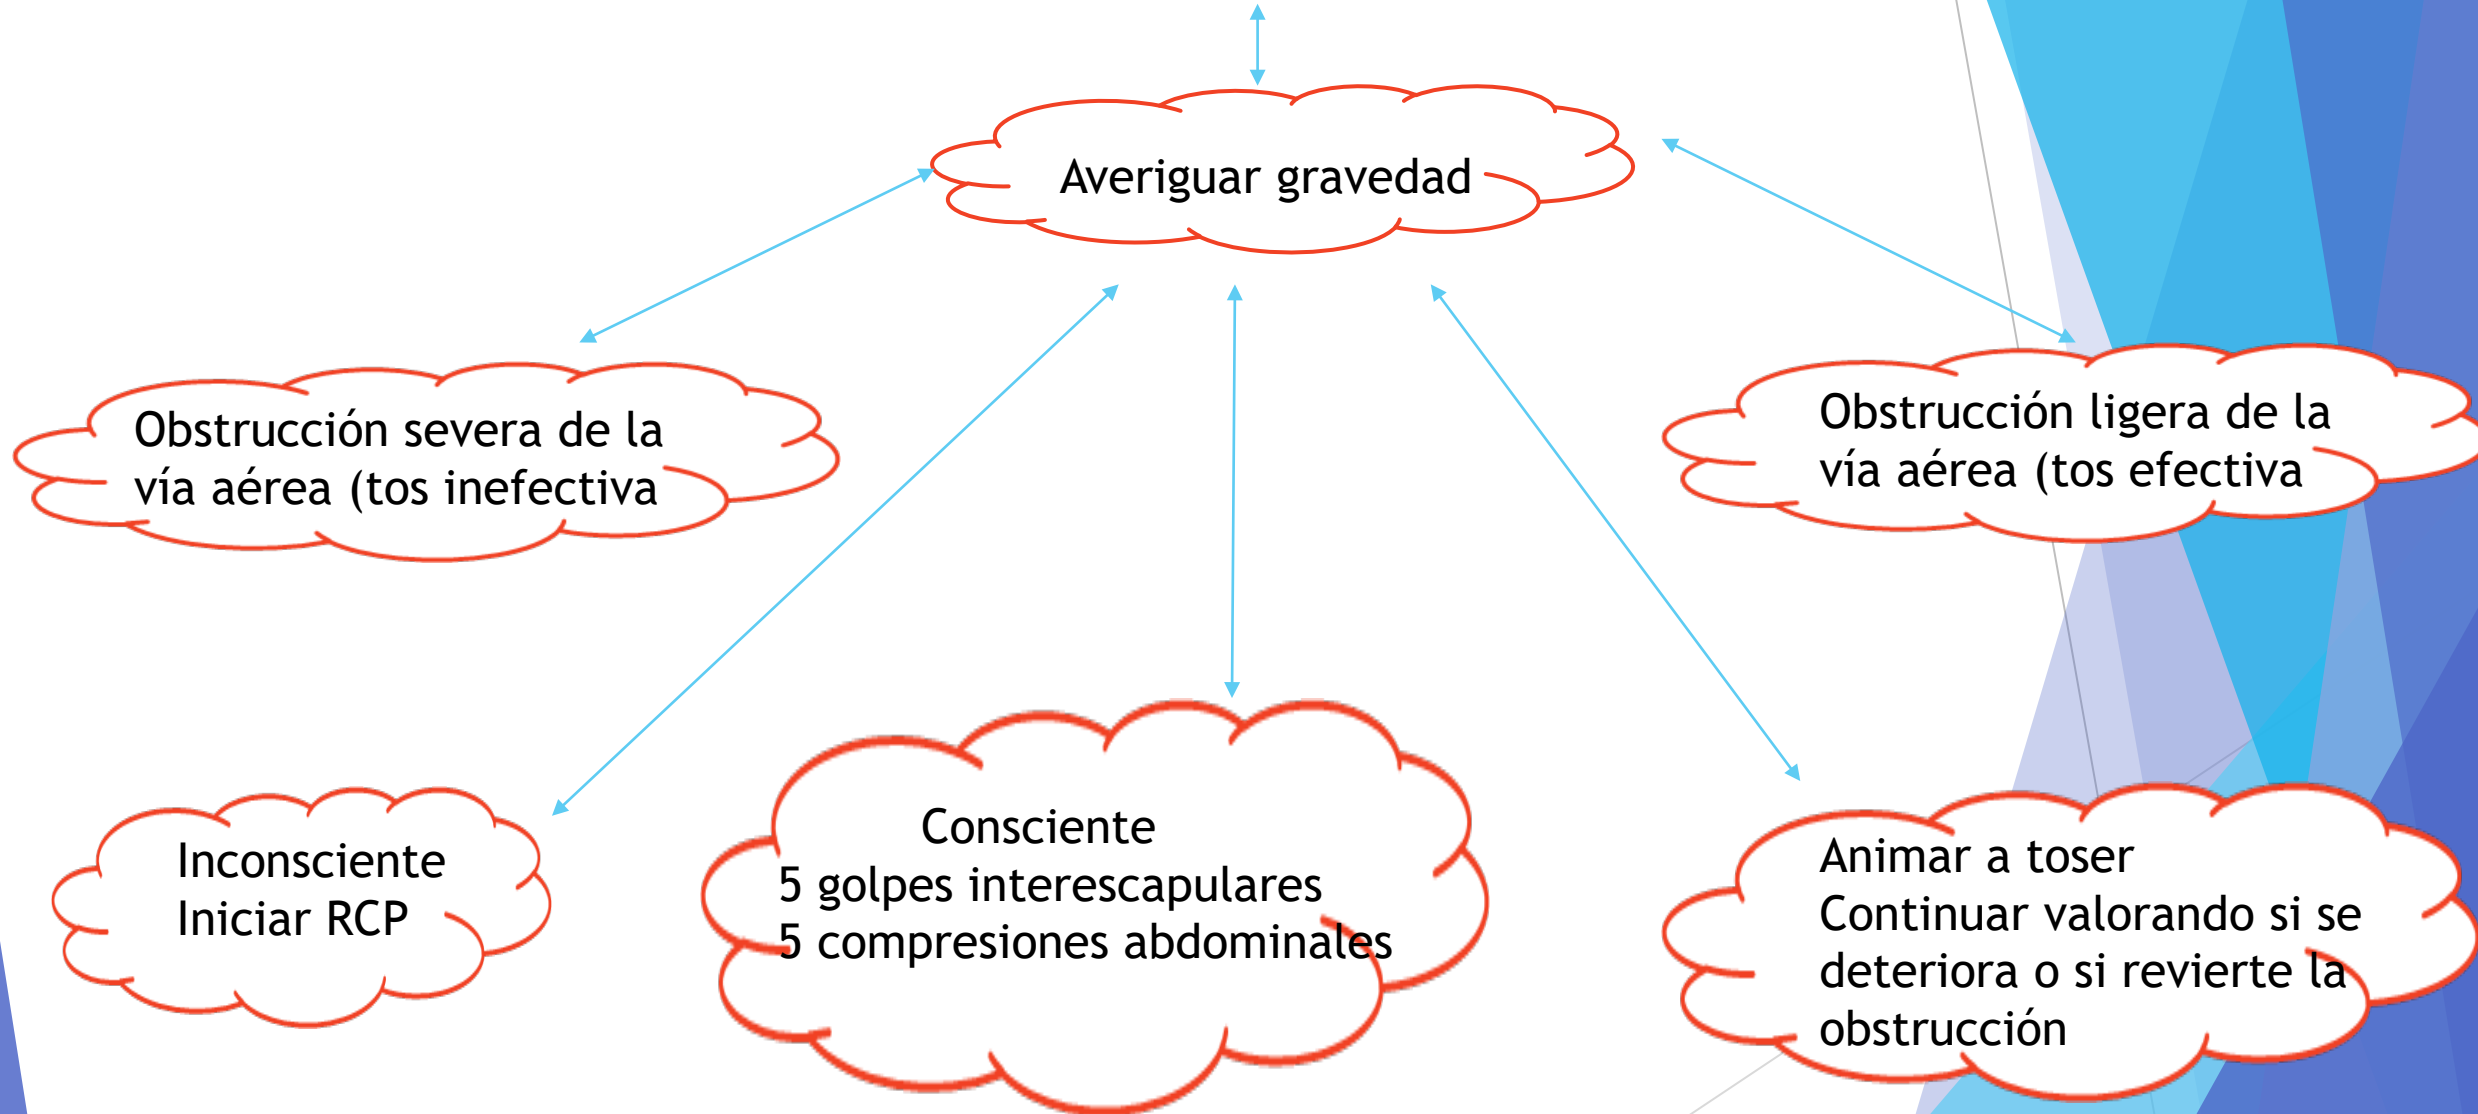 Averiguar gravedad
Obstrucción severa de la
vía aérea (tos inefectiva
Obstrucción ligera de la
vía aérea (tos efectiva
Inconsciente
Iniciar RCP
Consciente
5 golpes interescapulares
5 compresiones abdominales
Animar a toser
Continuar valorando si se
deteriora o si revierte la
obstrucción